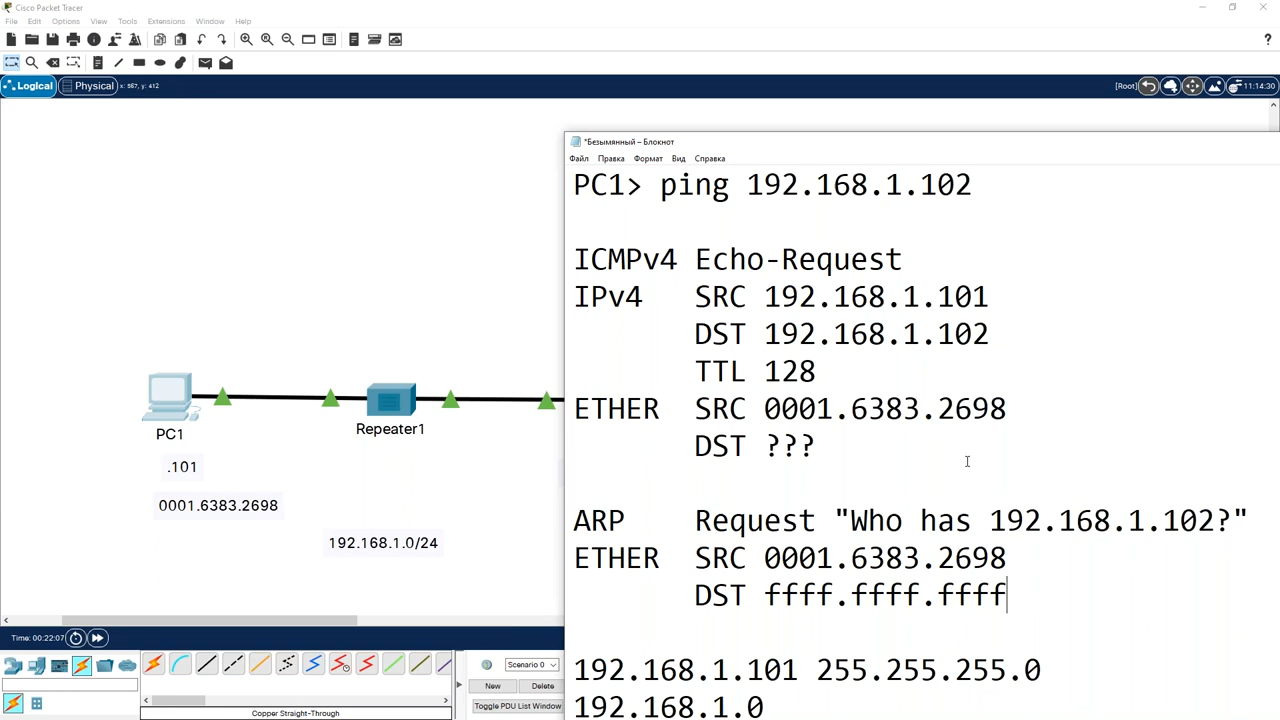 Cisco Packet Tracer
File Edit Options View Tools Extensions Window Help
?
Logical Physical x: 567, y: 412
[Root] 11:14:30
*Безымянный – Блокнот
Файл Правка Формат Вид Справка
PC1> ping 192.168.1.102
ICMPv4 Echo-Request
IPv4 SRC 192.168.1.101
DST 192.168.1.102
TTL 128
ETHER SRC 0001.6383.2698
DST ???
ARP Request "Who has 192.168.1.102?"
ETHER SRC 0001.6383.2698
DST ffff.ffff.ffff
192.168.1.101 255.255.255.0
192.168.1.0
PC1
.101
0001.6383.2698
Repeater1
192.168.1.0/24
Time: 00:22:07
Scenario 0
New Delete
Toggle PDU List Window
Copper Straight-Through